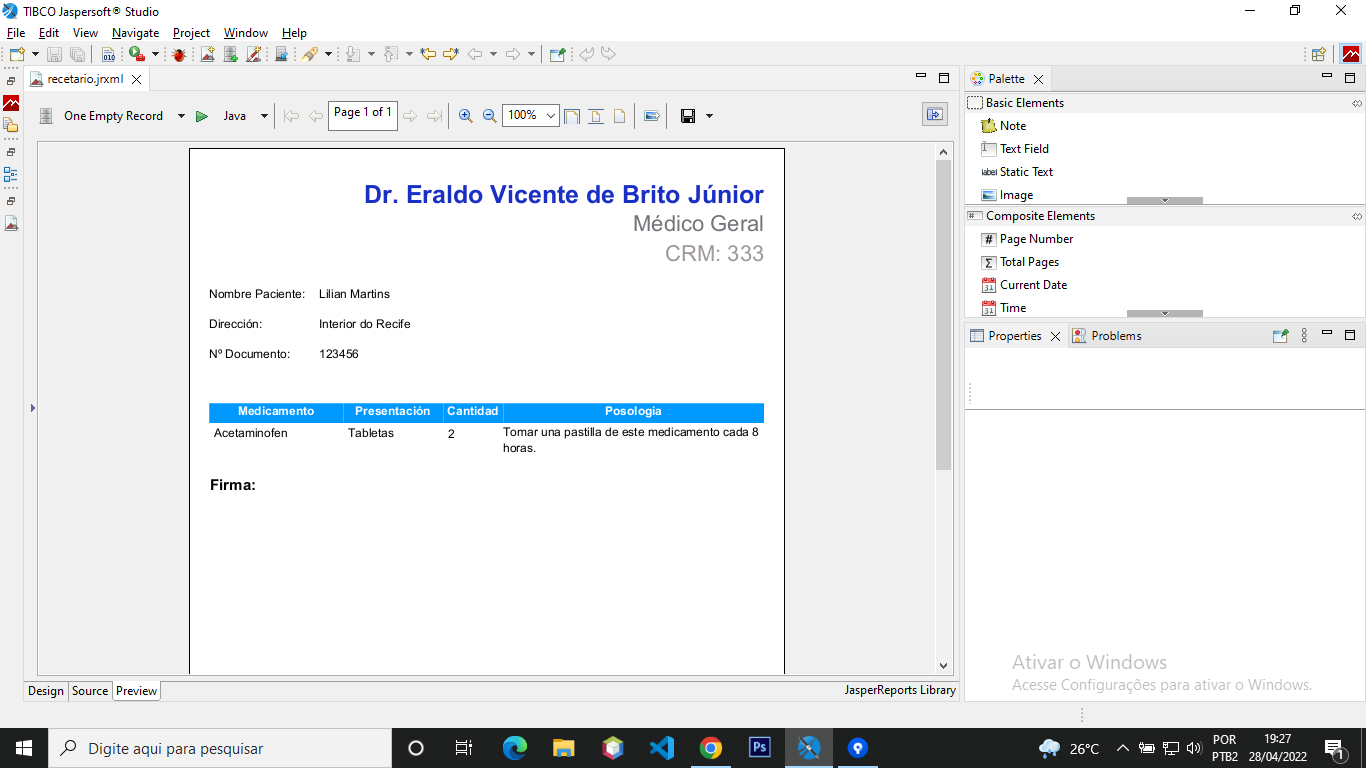 TIBCO Jaspersoft® Studio
File Edit View Navigate Project Window Help
recetario.jrxml
One Empty Record Java Page 1 of 1 100%
Dr. Eraldo Vicente de Brito Júnior
Médico Geral
CRM: 333
Nombre Paciente: Lilian Martins
Dirección: Interior do Recife
Nº Documento: 123456
Medicamento Presentación Cantidad Posologia
Acetaminofen Tabletas 2 Tomar una pastilla de este medicamento cada 8
horas.
Firma:
Design Source Preview
JasperReports Library
Palette
Basic Elements
Note
Text Field
label Static Text
Image
Composite Elements
# Page Number
Σ Total Pages
31 Current Date
31 Time
Properties Problems
Ativar o Windows
Acesse Configurações para ativar o Windows.
Digite aqui para pesquisar
Ps
26°C
POR
PTB2
19:27
28/04/2022
1